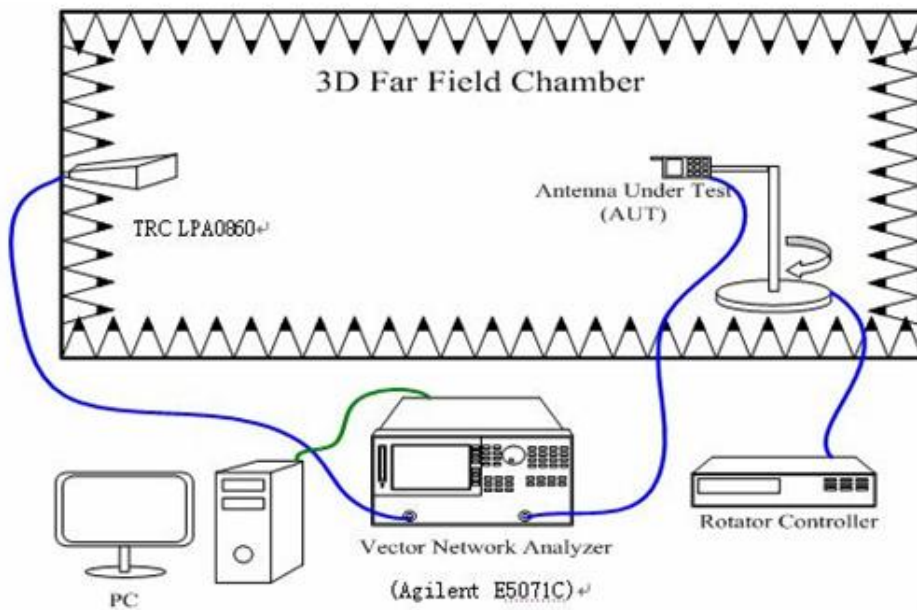 3D Far Field Chamber
TRC LPA0860↵
Antenna Under Test
(AUT)
Rotator Controller
Vector Network Analyzer
(Agilent E5071C)↵
PC